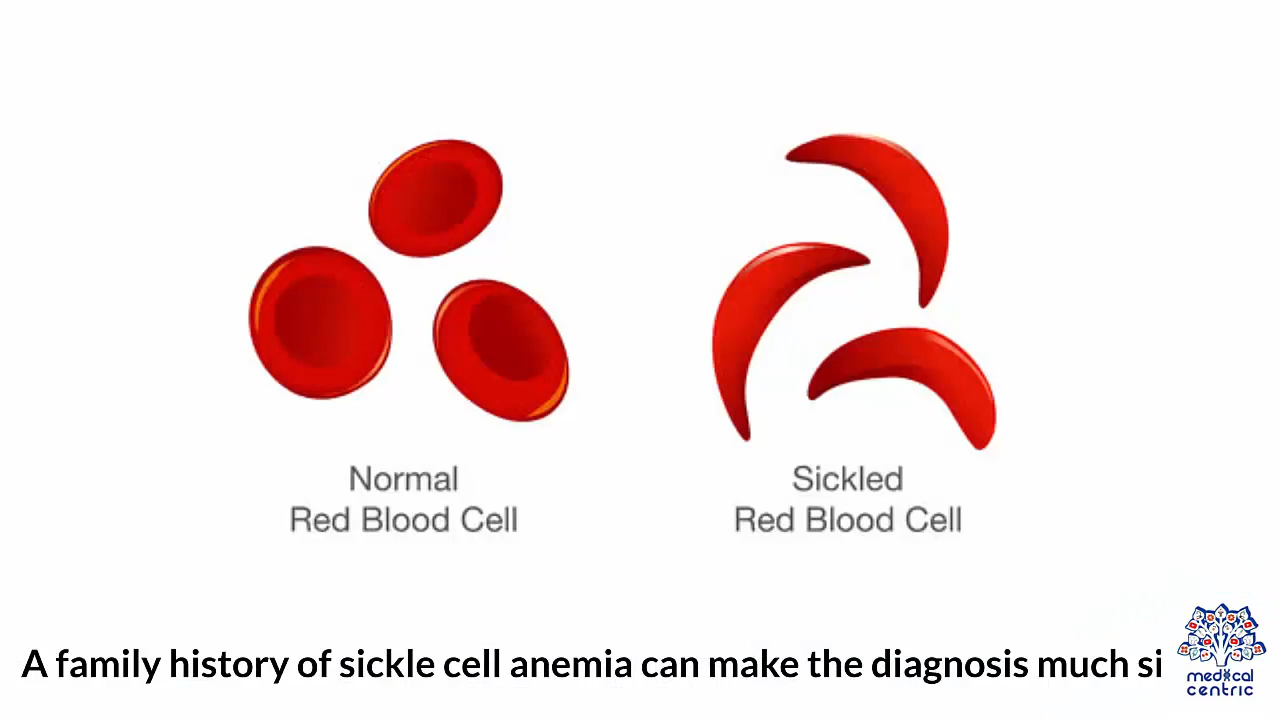 Normal
Red Blood Cell
Sickled
Red Blood Cell
A family history of sickle cell anemia can make the diagnosis much si
medical
centric